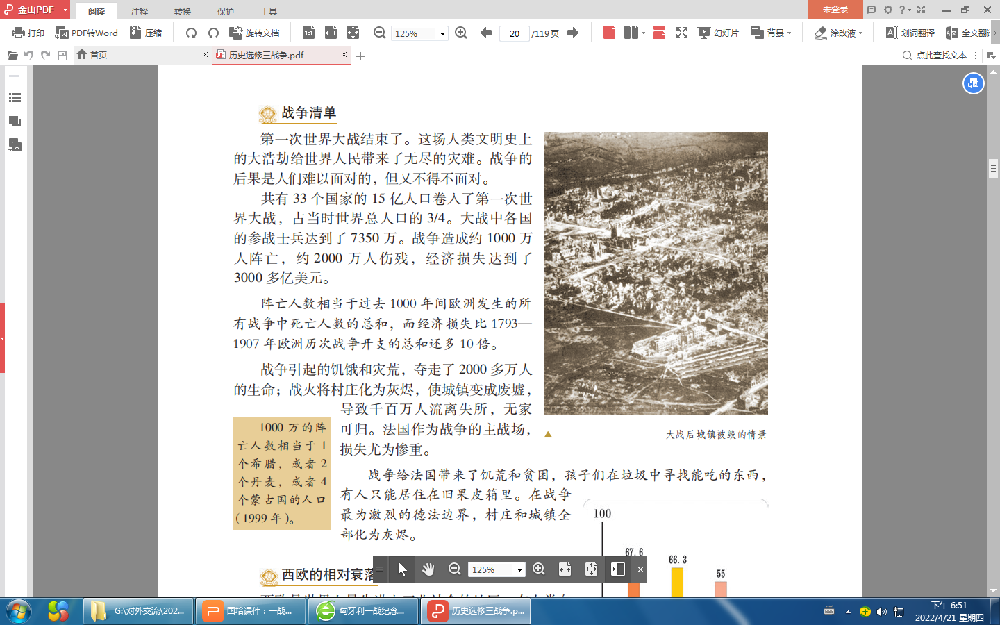 金山PDF
阅读
注释
转换
保护
工具
未登录
打印
PDF转Word
压缩
旋转文档
1:1
125%
20
/119页
幻灯片
背景
涂改液
划词翻译
全文翻译
首页
历史选修三战争.pdf
点此查找文本
战争清单
第一次世界大战结束了。这场人类文明史上
的大浩劫给世界人民带来了无尽的灾难。战争的
后果是人们难以面对的，但又不得不面对。
共有 33 个国家的 15 亿人口卷入了第一次世
界大战，占当时世界总人口的 3/4。大战中各国
的参战士兵达到了 7350 万。战争造成约 1000 万
人阵亡，约 2000 万人伤残，经济损失达到了
3000 多亿美元。
阵亡人数相当于过去 1000 年间欧洲发生的所
有战争中死亡人数的总和，而经济损失比 1793—
1907 年欧洲历次战争开支的总和还多 10 倍。
战争引起的饥饿和灾荒，夺走了 2000 多万人
的生命；战火将村庄化为灰烬，使城镇变成废墟，
导致千百万人流离失所，无家
可归。法国作为战争的主战场，
损失尤为惨重。
1000 万的阵
亡人数相当于 1
个希腊，或者 2
个丹麦，或者 4
个蒙古国的人口
（1999 年）。
大战后城镇被毁的情景
战争给法国带来了饥荒和贫困，孩子们在垃圾中寻找能吃的东西，
有人只能居住在旧果皮箱里。在战争
最为激烈的德法边界，村庄和城镇全
部化为灰烬。
100
67.6
66.3
55
西欧的相对衰落
125%
G:\对外交流\202...
国培课件：一战...
匈牙利一战纪念...
历史选修三战争.p...
下午 6:51
2022/4/21 星期四